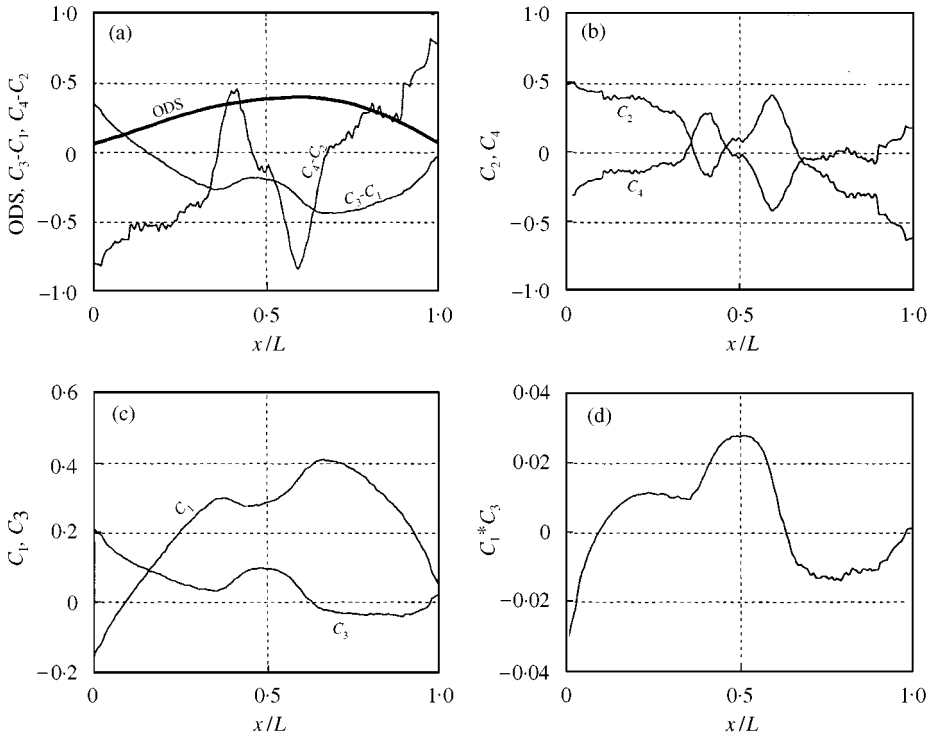 (a)
1·0
0·5
0
−0·5
−1·0
ODS, C₃-C₁, C₄-C₂
ODS
C₄-C₂
C₃-C₁
0
0·5
1·0
x/L
(b)
1·0
0·5
0
−0·5
−1·0
C₂, C₄
C₂
C₄
0
0·5
1·0
x/L
(c)
0·6
0·4
0·2
0
−0·2
C₁, C₃
C₁
C₃
0
0·5
1·0
x/L
(d)
0·04
0·02
0
−0·02
−0·04
C₁*C₃
0
0·5
1·0
x/L